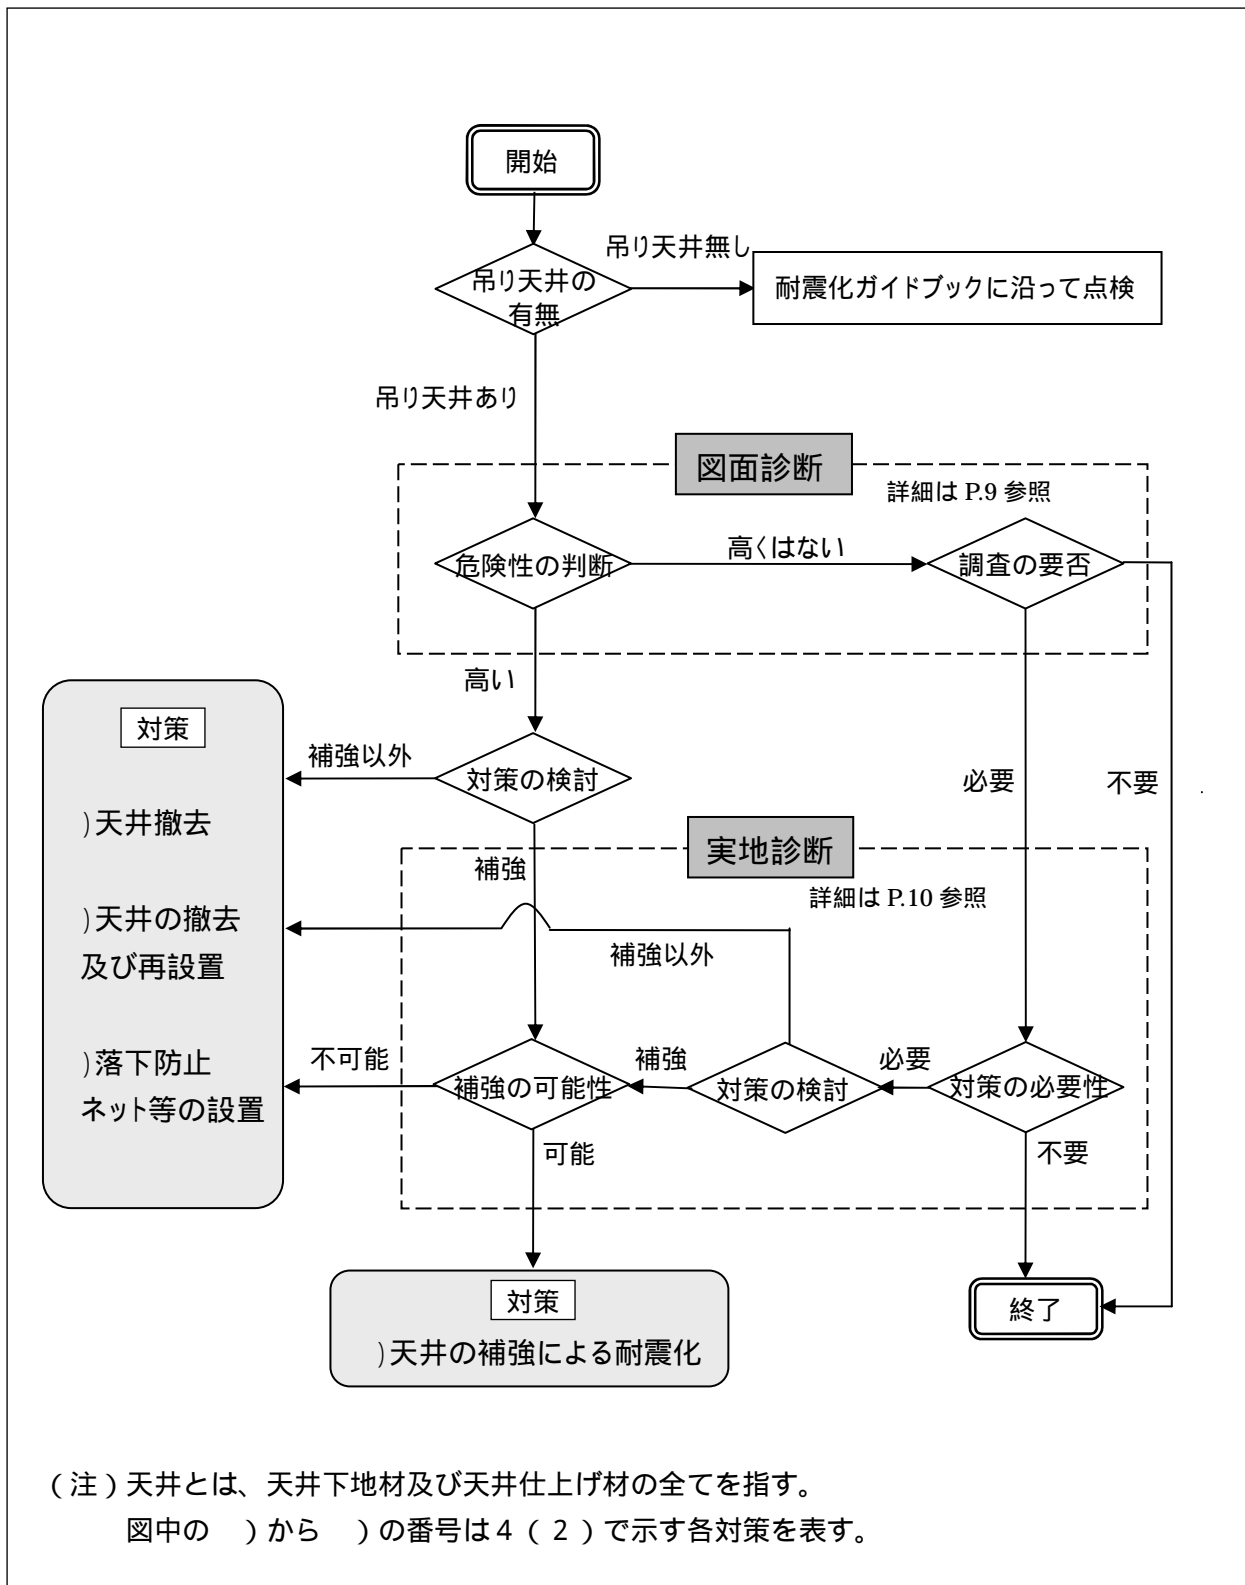 開始
吊り天井無し
吊り天井の
有無
耐震化ガイドブックに沿って点検
吊り天井あり
図面診断
詳細は P.9 参照
危険性の判断
高くはない
調査の要否
高い
対策
補強以外
対策の検討
必要
不要
)天井撤去
実地診断
補強
詳細は P.10 参照
)天井の撤去
及び再設置
補強以外
)落下防止
ネット等の設置
不可能
補強の可能性
補強
対策の検討
必要
対策の必要性
可能
不要
対策
)天井の補強による耐震化
終了
(注)天井とは、天井下地材及び天井仕上げ材の全てを指す。
図中の )から )の番号は4(2)で示す各対策を表す。